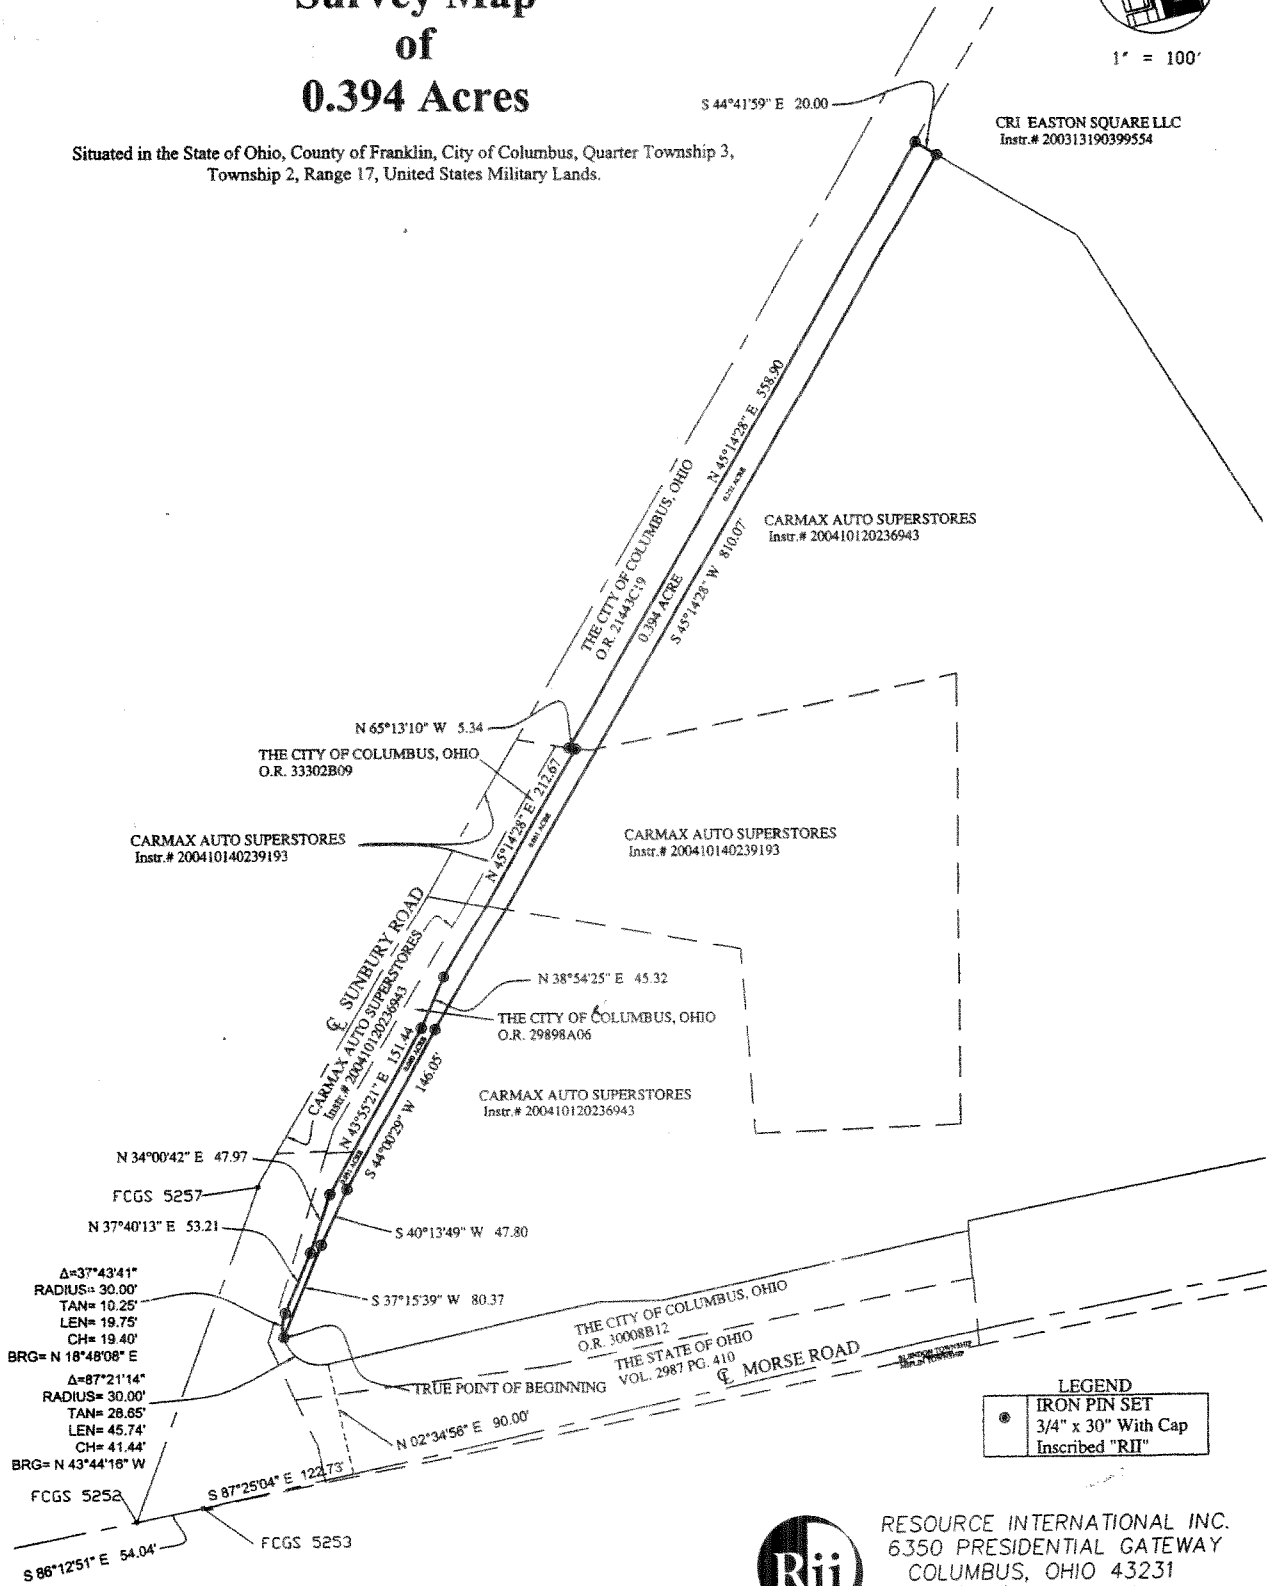 Survey Map
of
0.394 Acres
Situated in the State of Ohio, County of Franklin, City of Columbus, Quarter Township 3,
Township 2, Range 17, United States Military Lands.
1" = 100'
S 44°41'59" E 20.00
CRI EASTON SQUARE LLC
Instr.# 200313190399554
N 45°14'28" E 558.90
THE CITY OF COLUMBUS, OHIO
O.R. 21443C19
0.394 ACRE
S 45°14'28" W 810.07'
CARMAX AUTO SUPERSTORES
Instr.# 200410120236943
N 65°13'10" W 5.34
THE CITY OF COLUMBUS, OHIO
O.R. 33302B09
N 45°14'28" E 212.67
CARMAX AUTO SUPERSTORES
Instr.# 200410140239193
CARMAX AUTO SUPERSTORES
Instr.# 200410140239193
℄ SUNBURY ROAD
CARMAX AUTO SUPERSTORES
Instr.# 200410120236943
N 38°54'25" E 45.32
THE CITY OF COLUMBUS, OHIO
O.R. 29898A06
N 43°55'21" E 151.44
S 44°00'29" W 146.05'
CARMAX AUTO SUPERSTORES
Instr.# 200410120236943
N 34°00'42" E 47.97
FCGS 5257
N 37°40'13" E 53.21
S 40°13'49" W 47.80
S 37°15'39" W 80.37
Δ=37°43'41"
RADIUS= 30.00'
TAN= 10.25'
LEN= 19.75'
CH= 19.40'
BRG= N 18°48'08" E
Δ=87°21'14"
RADIUS= 30.00'
TAN= 28.65'
LEN= 45.74'
CH= 41.44'
BRG= N 43°44'16" W
THE CITY OF COLUMBUS, OHIO
O.R. 30008B12
THE STATE OF OHIO
VOL. 2987 PG. 410
℄ MORSE ROAD
BLENDON TOWNSHIP
MIFFLIN TOWNSHIP
TRUE POINT OF BEGINNING
N 02°34'56" E 90.00'
S 87°25'04" E 122.73'
FCGS 5252
FCGS 5253
S 86°12'51" E 54.04'
LEGEND
IRON PIN SET
3/4" x 30" With Cap
Inscribed "RII"
Rii
RESOURCE INTERNATIONAL INC.
6350 PRESIDENTIAL GATEWAY
COLUMBUS, OHIO 43231